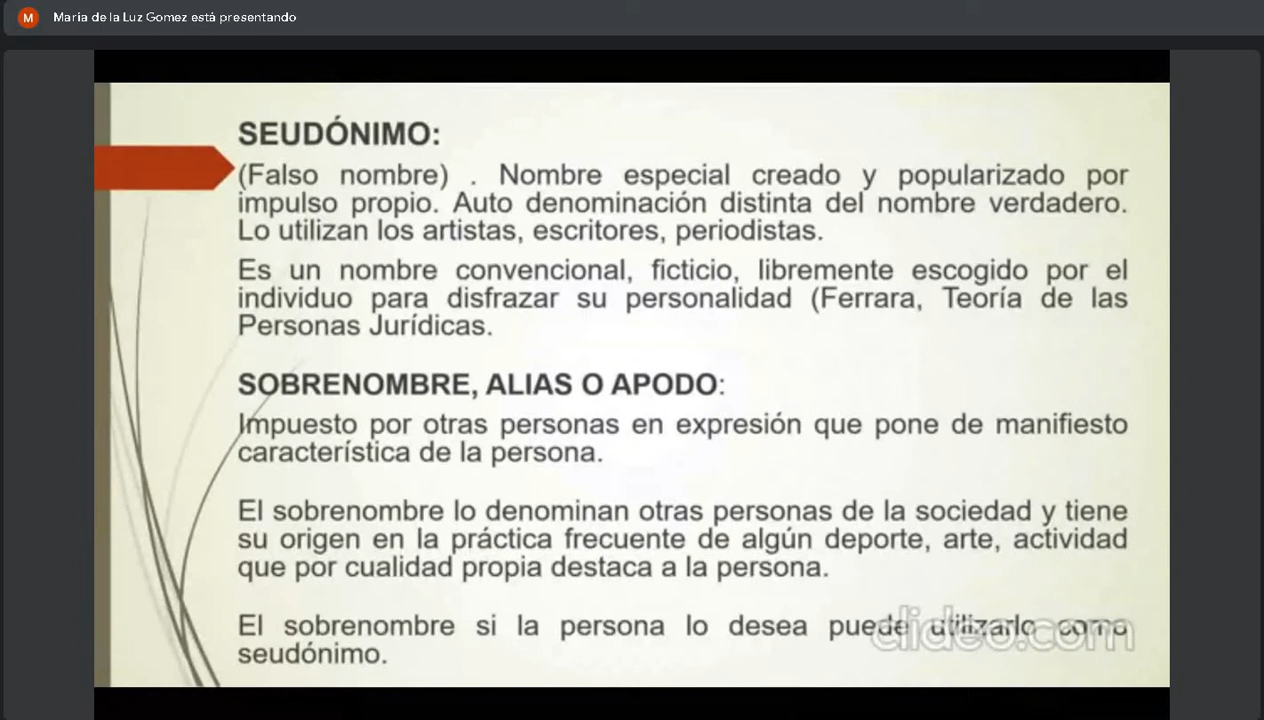 M
Maria de la Luz Gomez está presentando
SEUDÓNIMO:
(Falso nombre) . Nombre especial creado y popularizado por
impulso propio. Auto denominación distinta del nombre verdadero.
Lo utilizan los artistas, escritores, periodistas.
Es un nombre convencional, ficticio, libremente escogido por el
individuo para disfrazar su personalidad (Ferrara, Teoría de las
Personas Jurídicas.
SOBRENOMBRE, ALIAS O APODO:
Impuesto por otras personas en expresión que pone de manifiesto
característica de la persona.
El sobrenombre lo denominan otras personas de la sociedad y tiene
su origen en la práctica frecuente de algún deporte, arte, actividad
que por cualidad propia destaca a la persona.
El sobrenombre si la persona lo desea puede utilizarlo como
seudónimo.
clideo.com